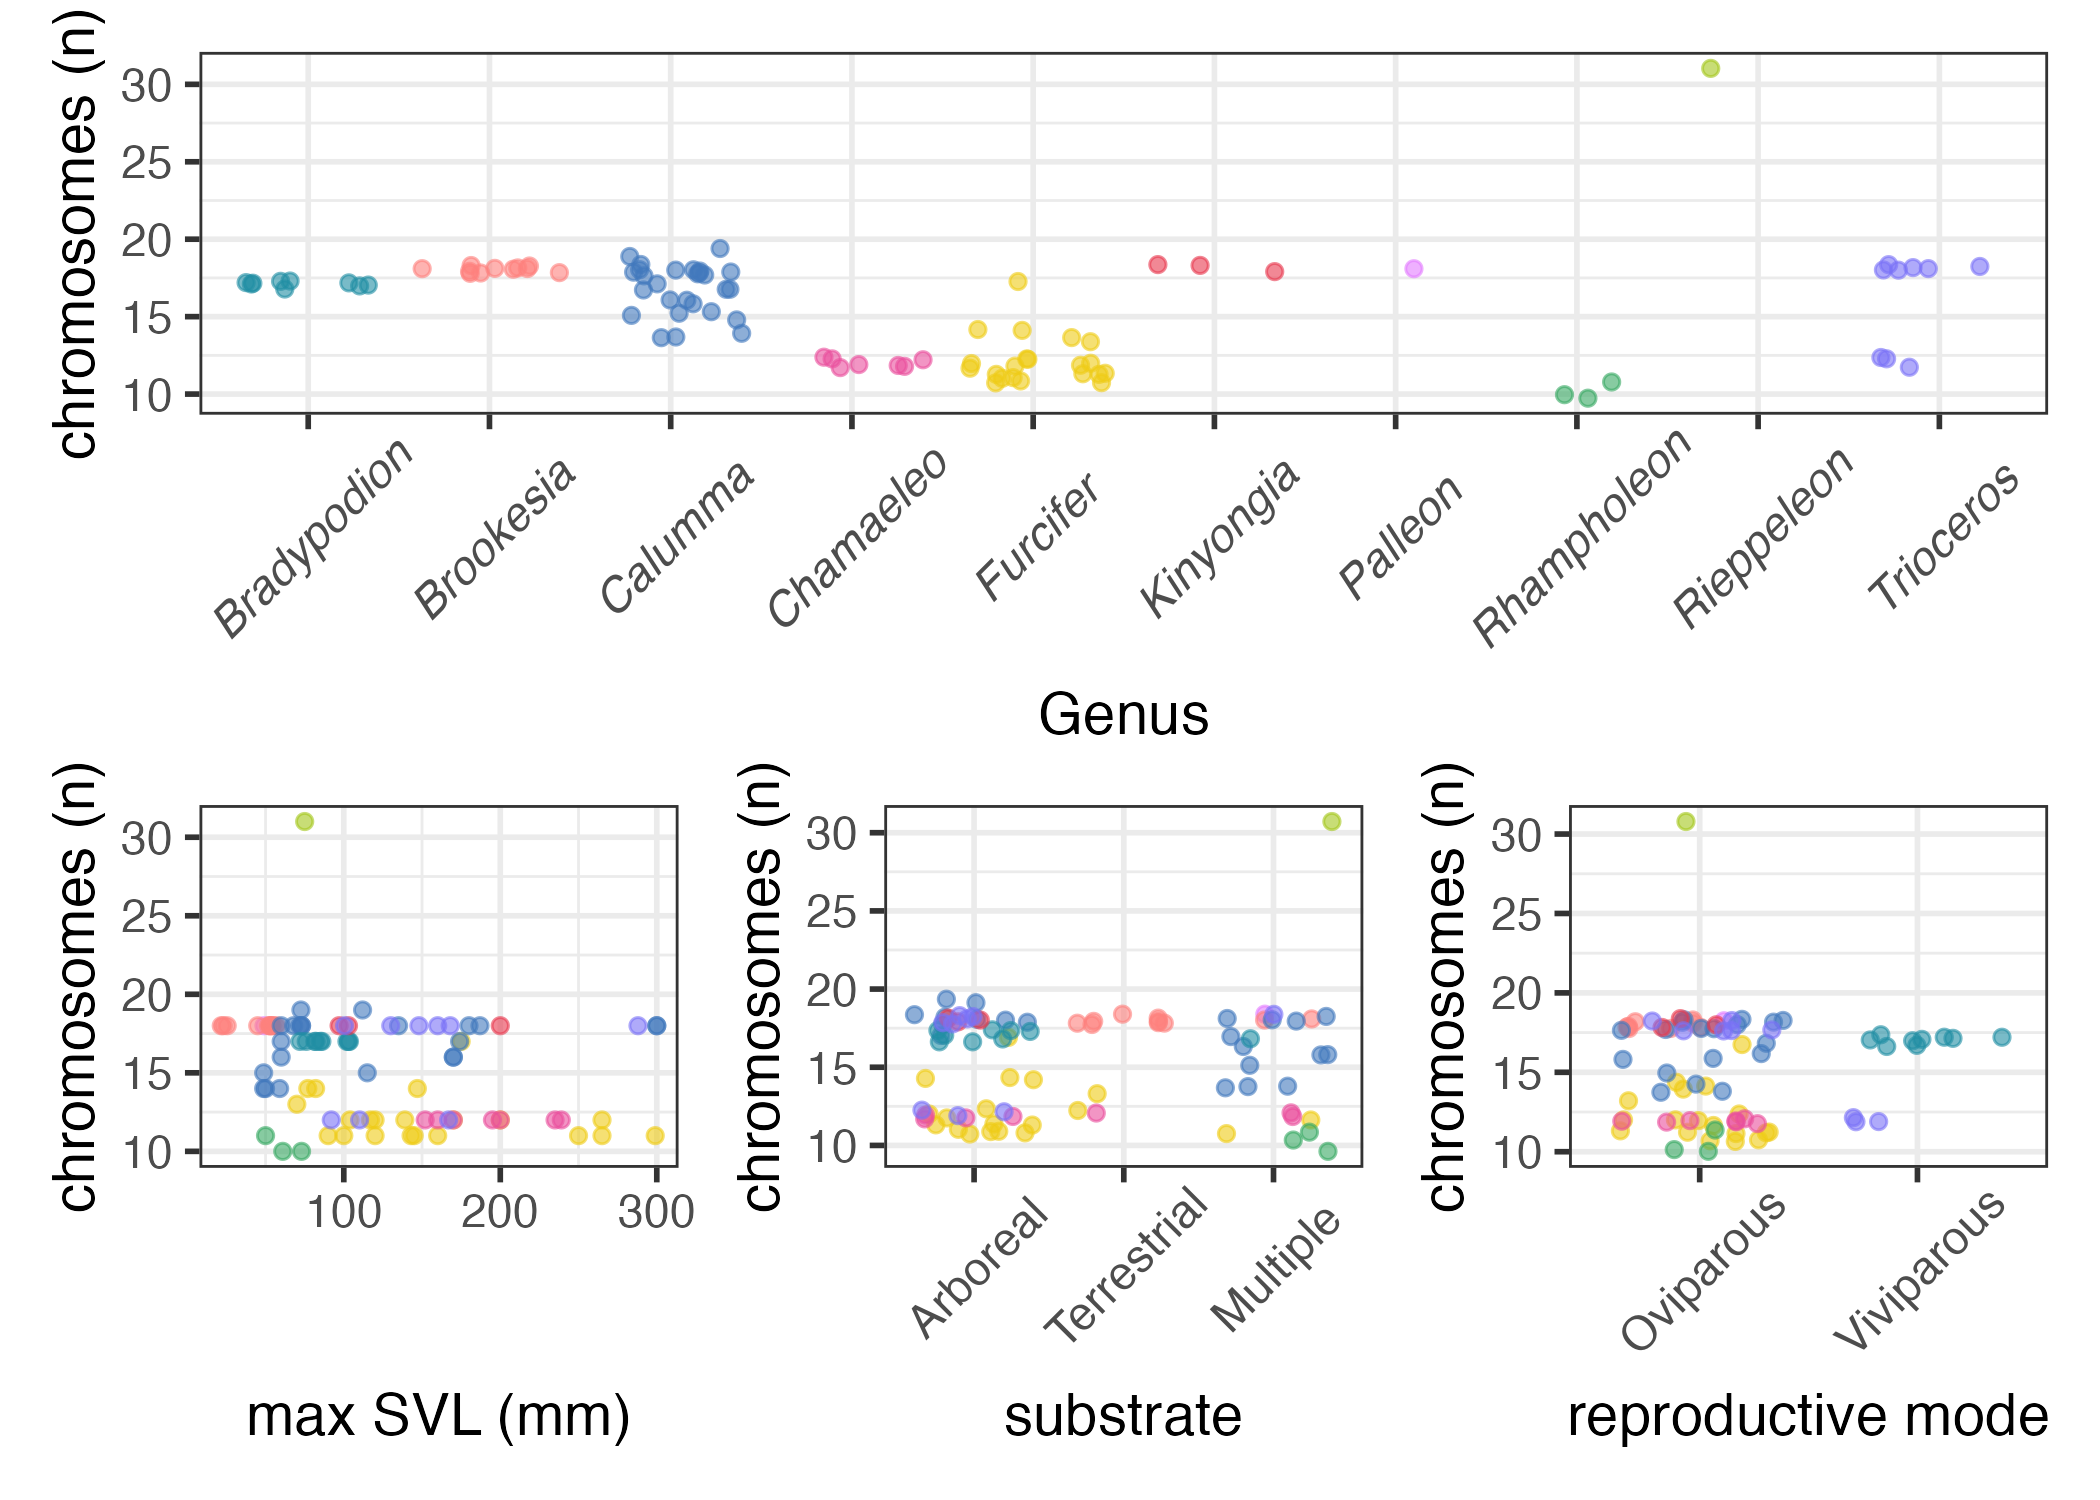 chromosomes (n)
30
25
20
15
10
Bradypodion
Brookesia
Calumma
Chamaeleo
Furcifer
Kinyongia
Palleon
Rhampholeon
Rieppeleon
Trioceros
Genus
chromosomes (n)
30
25
20
15
10
100 200 300
max SVL (mm)
chromosomes (n)
30
25
20
15
10
Arboreal
Terrestrial
Multiple
substrate
chromosomes (n)
30
25
20
15
10
Oviparous
Viviparous
reproductive mode